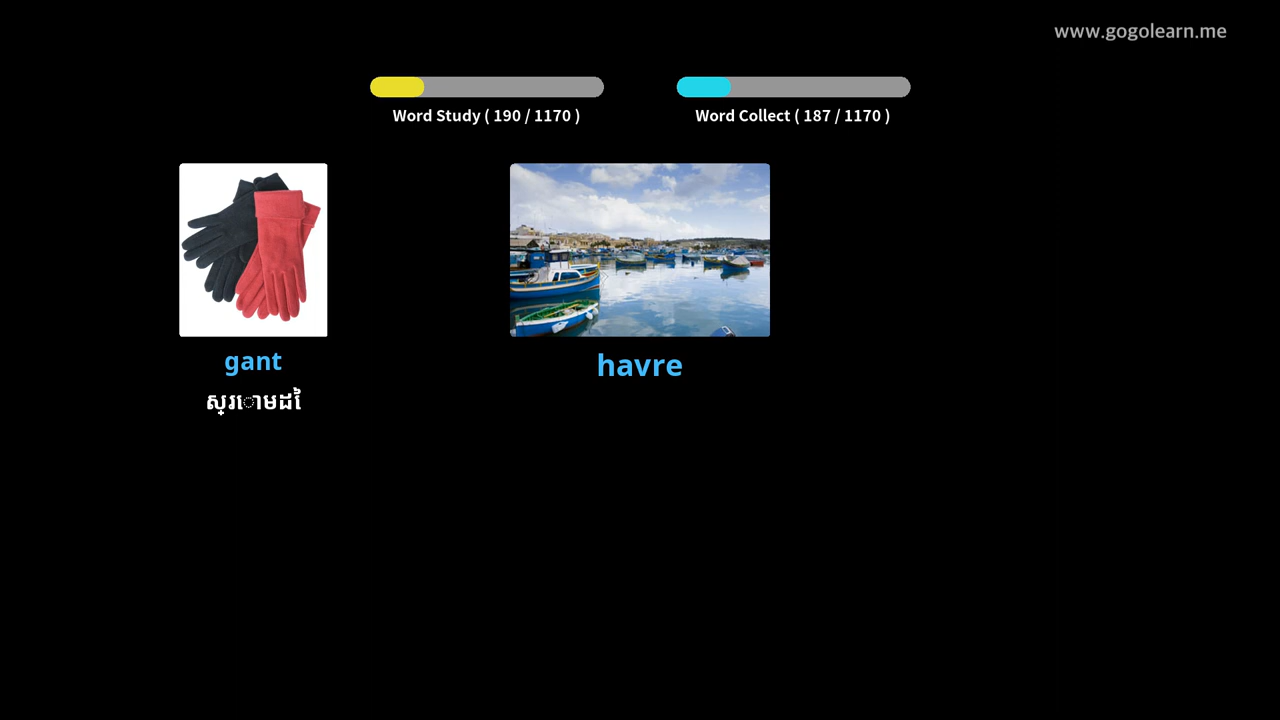 www.gogolearn.me
Word Study ( 190 / 1170 )
Word Collect ( 187 / 1170 )
gant
ស្រោមដៃ
havre